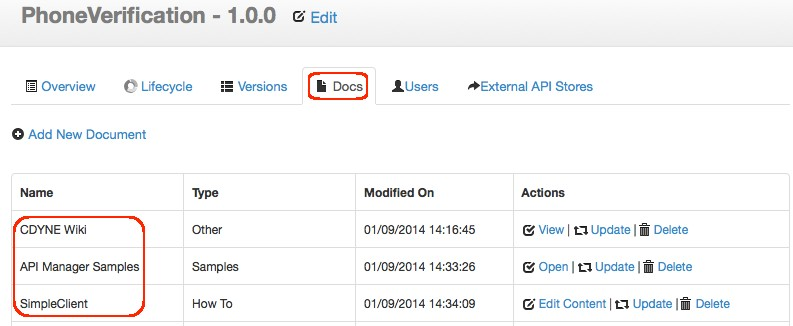 PhoneVerification - 1.0.0 Edit
Overview Lifecycle Versions Docs Users External API Stores
Add New Document
Name Type Modified On Actions
CDYNE Wiki Other 01/09/2014 14:16:45 View | Update | Delete
API Manager Samples Samples 01/09/2014 14:33:26 Open | Update | Delete
SimpleClient How To 01/09/2014 14:34:09 Edit Content | Update | Delete